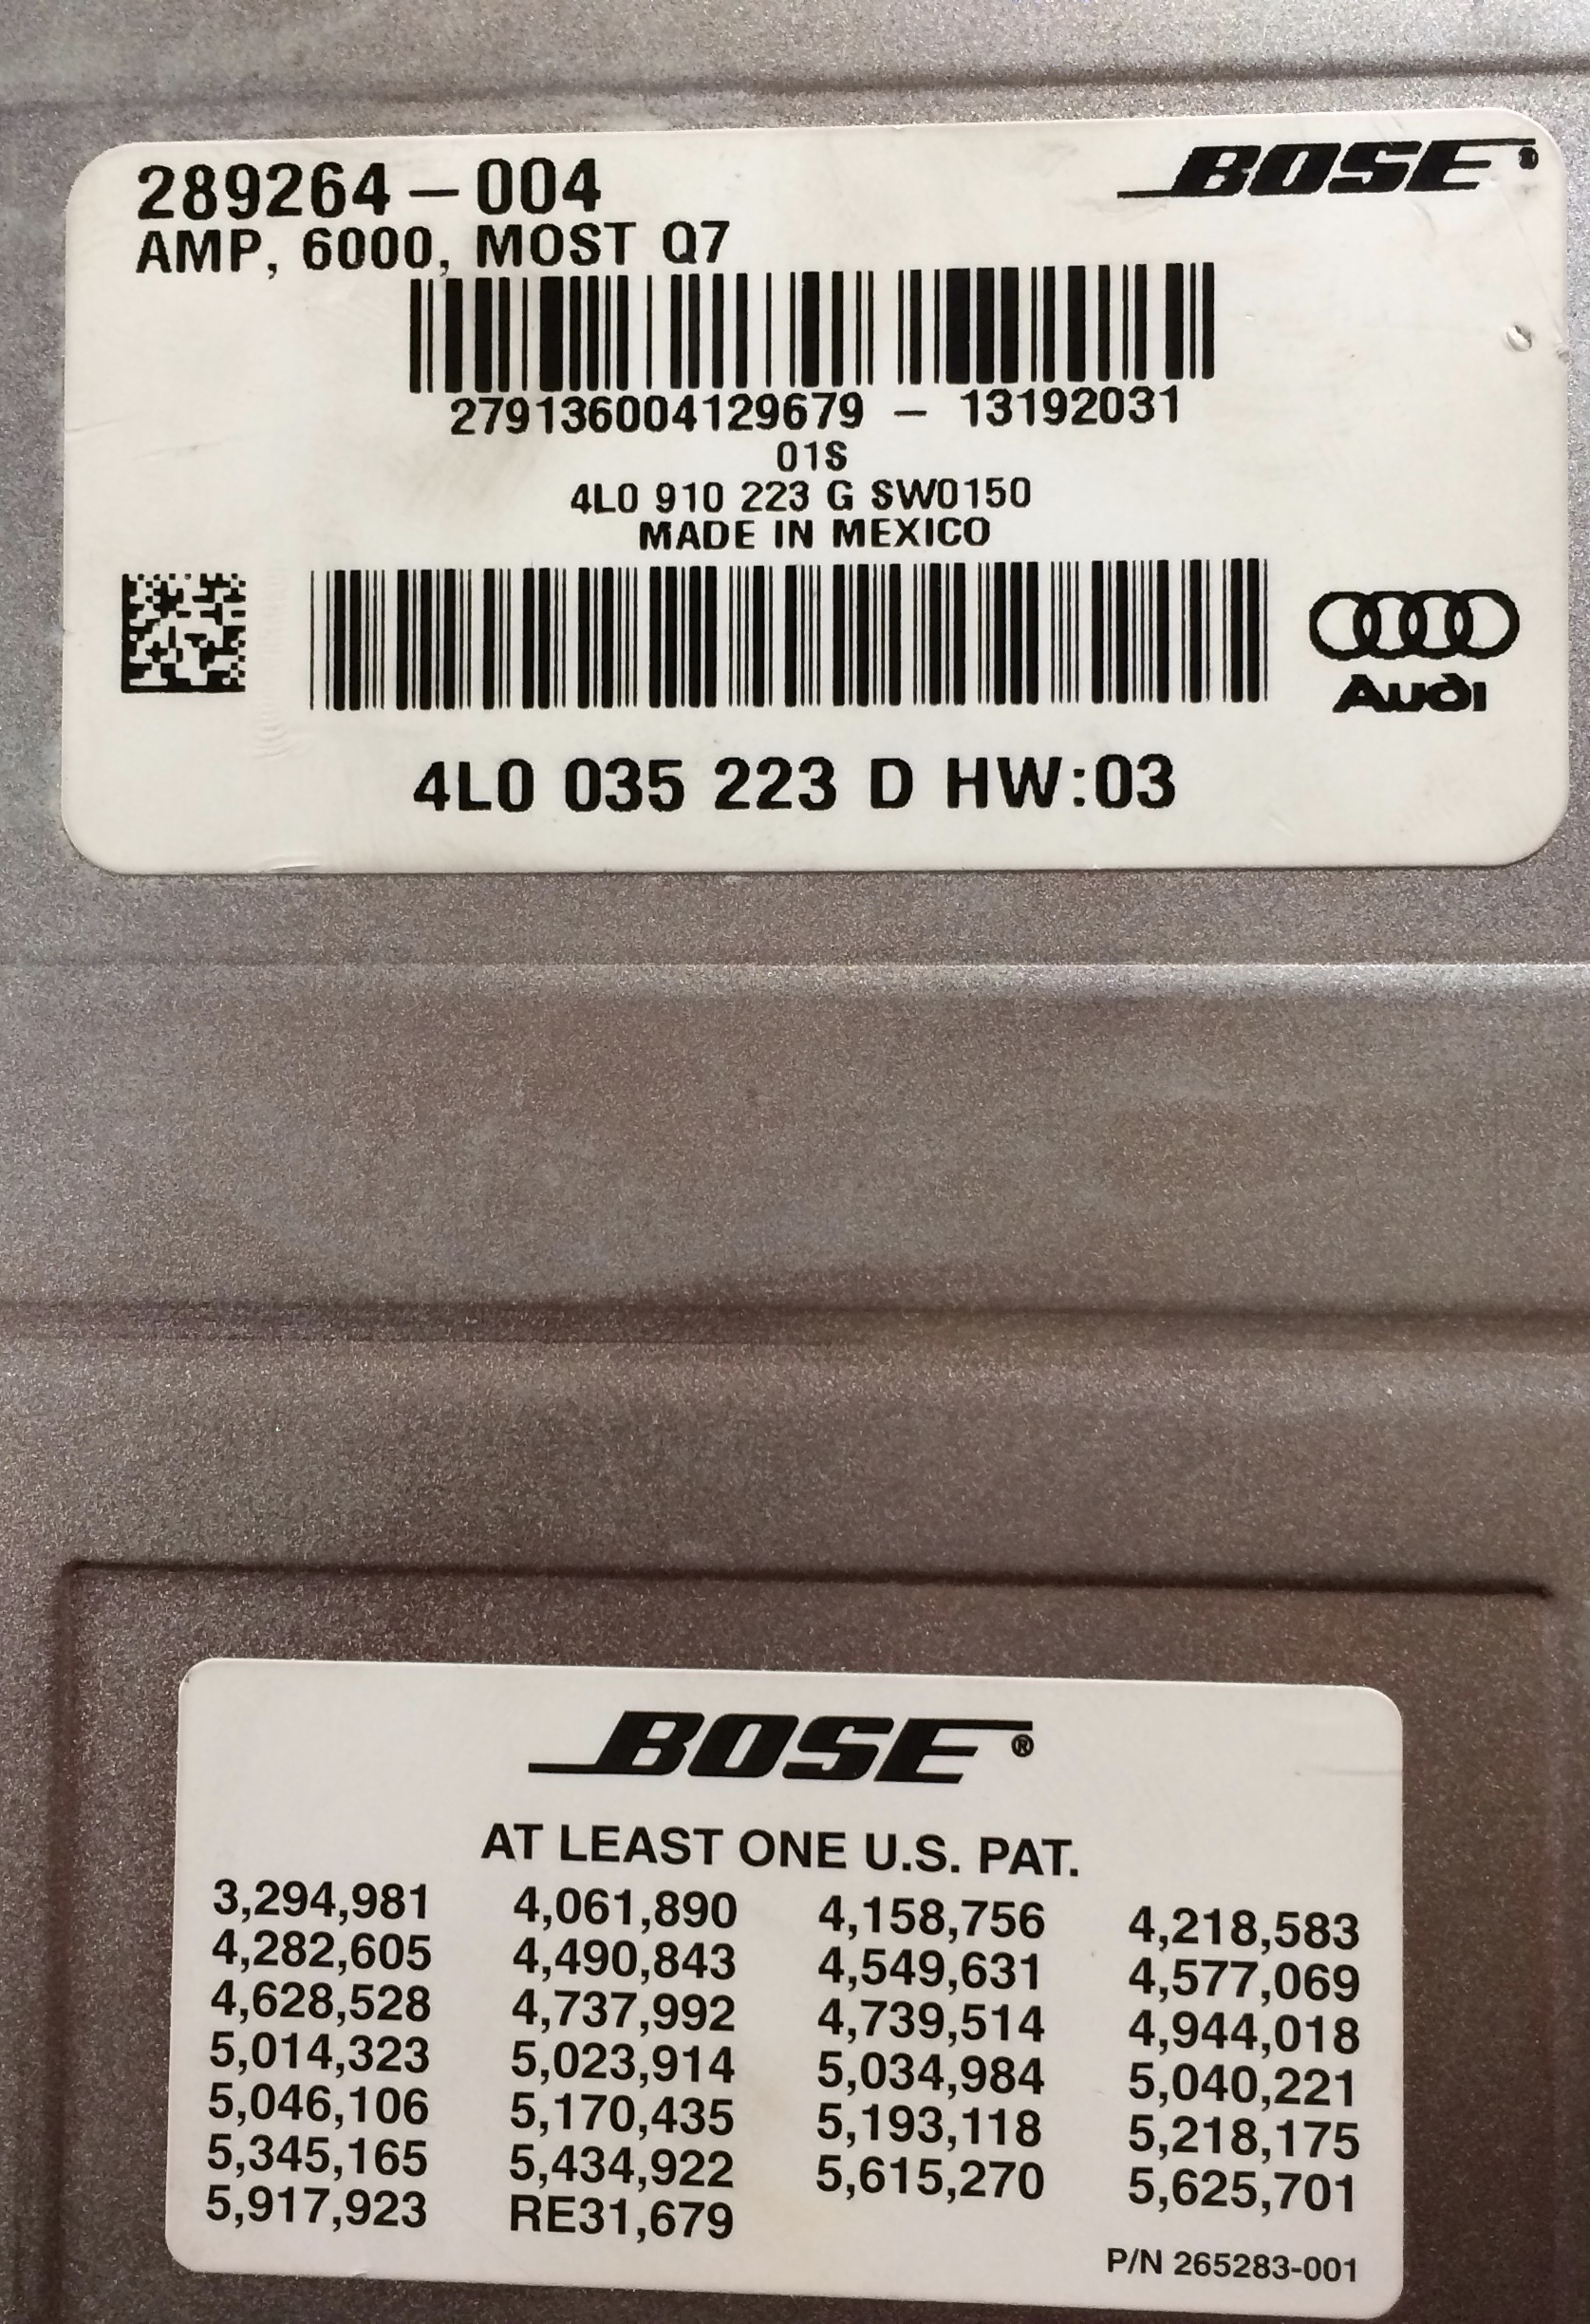 289264-004 BOSE®
AMP, 6000, MOST Q7
279136004129679 - 13192031
01S
4L0 910 223 G SW0150
MADE IN MEXICO
Audi
4L0 035 223 D HW:03
BOSE®
AT LEAST ONE U.S. PAT.
3,294,981 4,061,890 4,158,756 4,218,583
4,282,605 4,490,843 4,549,631 4,577,069
4,628,528 4,737,992 4,739,514 4,944,018
5,014,323 5,023,914 5,034,984 5,040,221
5,046,106 5,170,435 5,193,118 5,218,175
5,345,165 5,434,922 5,615,270 5,625,701
5,917,923 RE31,679
P/N 265283-001